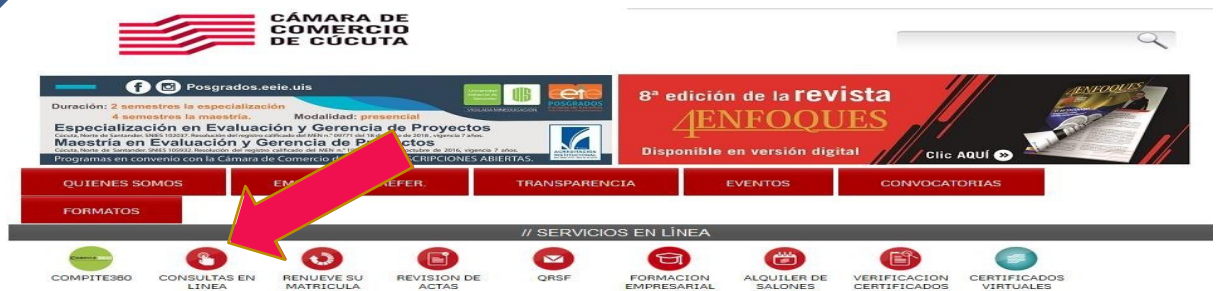 CÁMARA DE
COMERCIO
DE CÚCUTA
Posgrados.eeie.uis
Duración: 2 semestres la especialización
4 semestres la maestría. Modalidad: presencial
Especialización en Evaluación y Gerencia de Proyectos
Maestría en Evaluación y Gerencia de
Programas en convenio con la Cámara de Comercio
ABIERTAS.
UIS
POSGRADOS
8ª edición de la revista
4ENFOQUES
Disponible en versión digital
Clic AQUÍ
QUIENES SOMOS
TRANSPARENCIA
EVENTOS
CONVOCATORIAS
FORMATOS
// SERVICIOS EN LÍNEA
COMPITE360
CONSULTAS EN
LINEA
RENUEVE SU
MATRICULA
REVISION DE
ACTAS
QRSF
FORMACION
EMPRESARIAL
ALQUILER DE
SALONES
VERIFICACION
CERTIFICADOS
CERTIFICADOS
VIRTUALES